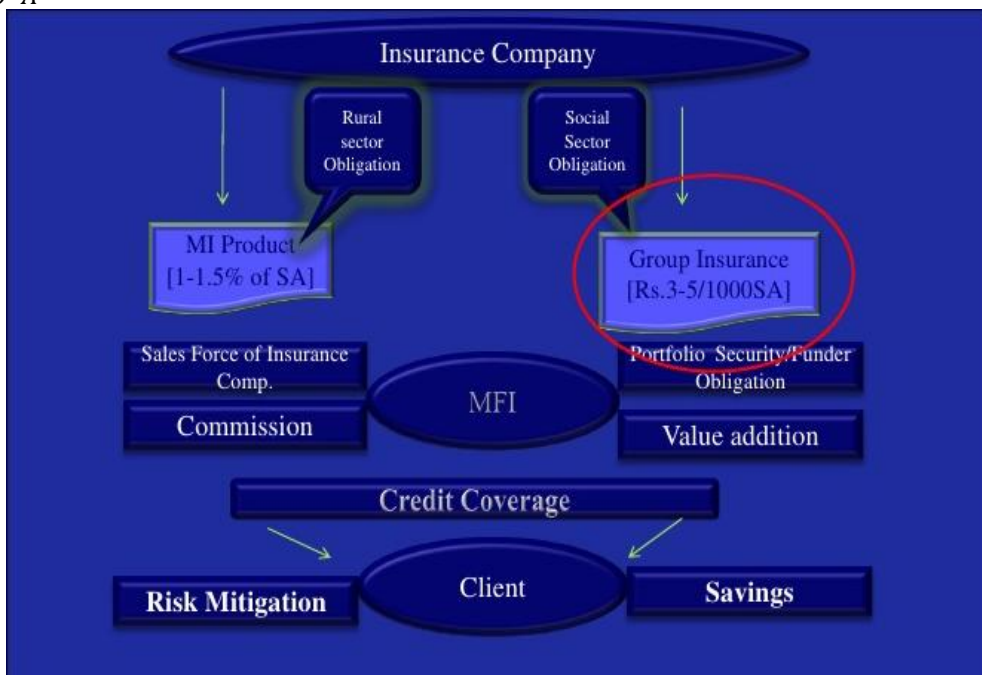 Insurance Company
Rural
sector
Obligation
Social
Sector
Obligation
MI Product
[1-1.5% of SA]
Group Insurance
[Rs.3-5/1000SA]
Sales Force of Insurance
Comp.
Portfolio Security/Funder
Obligation
MFI
Commission
Value addition
Credit Coverage
Risk Mitigation
Client
Savings